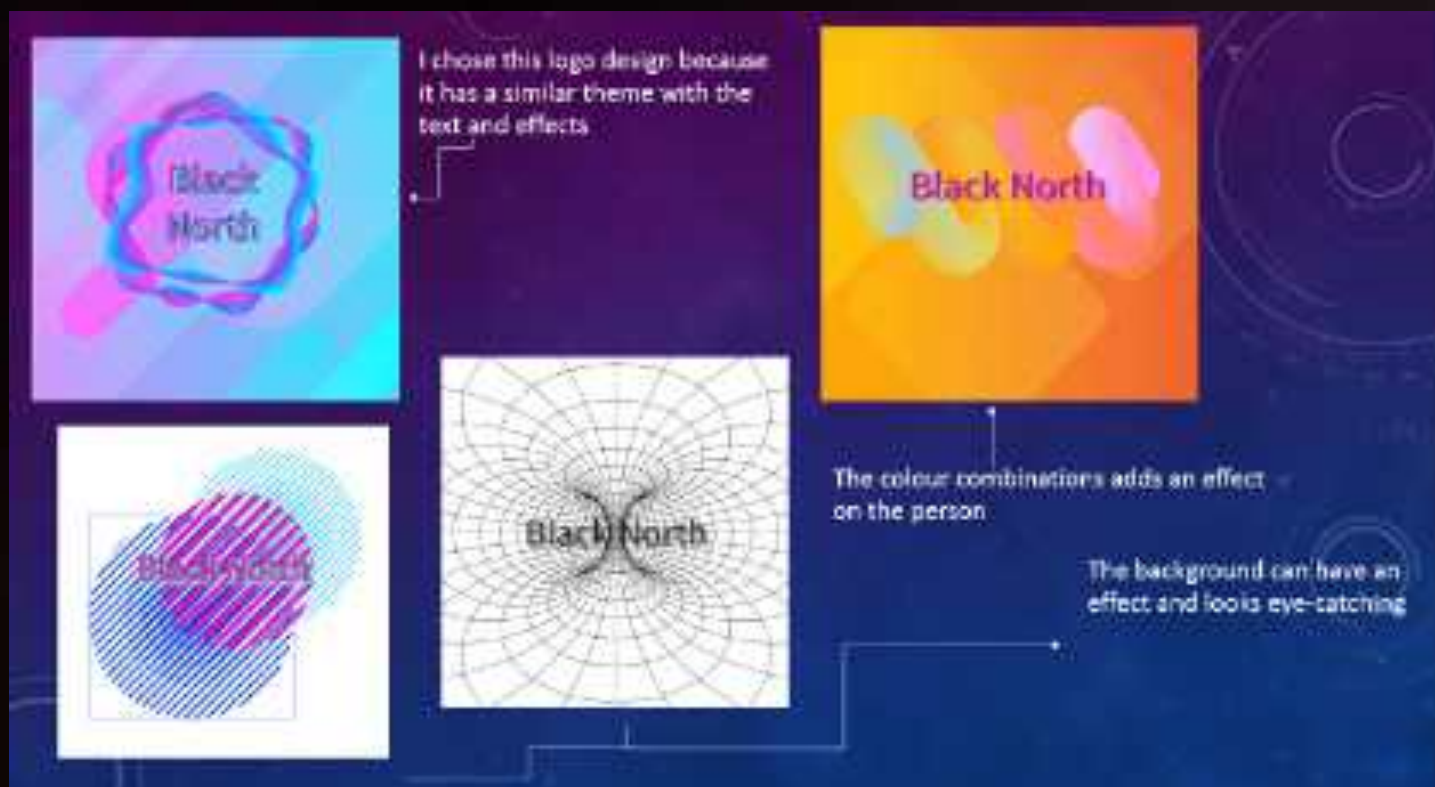 I chose this logo design because
it has a similar theme with the
text and effects
Black
North
Black North
Black North
Black North
The colour combinations adds an effect
on the person
The background can have an
effect and looks eye-catching